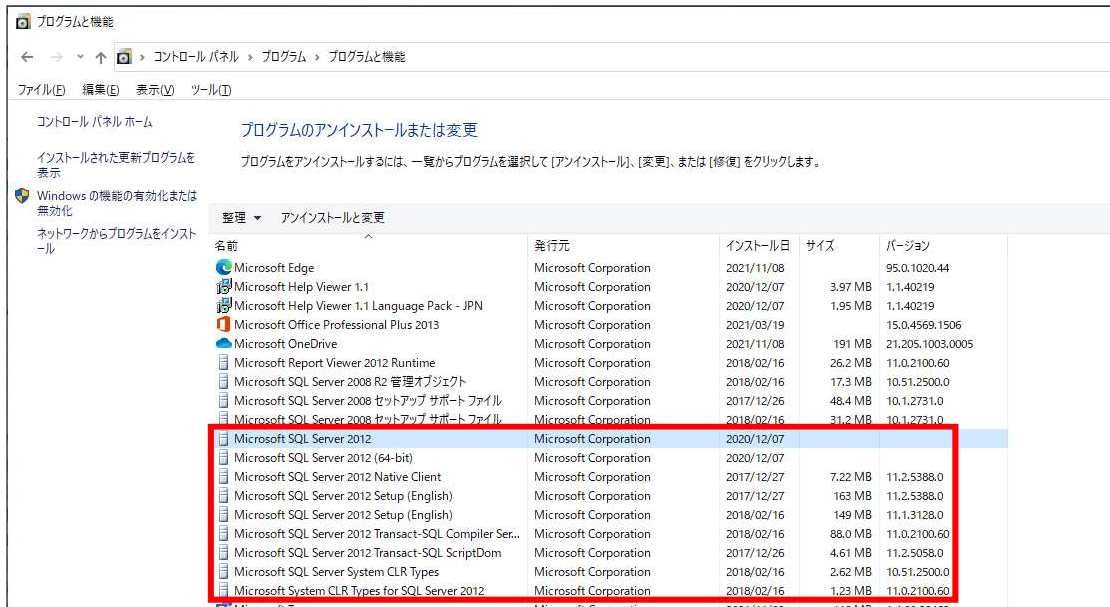 プログラムと機能
コントロール パネル › プログラム › プログラムと機能
ファイル(F) 編集(E) 表示(V) ツール(T)
コントロール パネル ホーム
インストールされた更新プログラムを
表示
Windows の機能の有効化または
無効化
ネットワークからプログラムをインスト
ール
プログラムのアンインストールまたは変更
プログラムをアンインストールするには、一覧からプログラムを選択して [アンインストール]、[変更]、または [修復] をクリックします。
整理 アンインストールと変更
名前 発行元 インストール日 サイズ バージョン
Microsoft Edge Microsoft Corporation 2021/11/08 95.0.1020.44
Microsoft Help Viewer 1.1 Microsoft Corporation 2020/12/07 3.97 MB 1.1.40219
Microsoft Help Viewer 1.1 Language Pack - JPN Microsoft Corporation 2020/12/07 1.95 MB 1.1.40219
Microsoft Office Professional Plus 2013 Microsoft Corporation 2021/03/19 15.0.4569.1506
Microsoft OneDrive Microsoft Corporation 2021/11/08 191 MB 21.205.1003.0005
Microsoft Report Viewer 2012 Runtime Microsoft Corporation 2018/02/16 26.2 MB 11.0.2100.60
Microsoft SQL Server 2008 R2 管理オブジェクト Microsoft Corporation 2018/02/16 17.3 MB 10.51.2500.0
Microsoft SQL Server 2008 セットアップ サポート ファイル Microsoft Corporation 2017/12/26 48.4 MB 10.1.2731.0
Microsoft SQL Server 2008 セットアップ サポート ファイル Microsoft Corporation 2018/02/16 31.2 MB 10.1.2731.0
Microsoft SQL Server 2012 Microsoft Corporation 2020/12/07
Microsoft SQL Server 2012 (64-bit) Microsoft Corporation 2020/12/07
Microsoft SQL Server 2012 Native Client Microsoft Corporation 2017/12/27 7.22 MB 11.2.5388.0
Microsoft SQL Server 2012 Setup (English) Microsoft Corporation 2017/12/27 163 MB 11.2.5388.0
Microsoft SQL Server 2012 Setup (English) Microsoft Corporation 2018/02/16 149 MB 11.1.3128.0
Microsoft SQL Server 2012 Transact-SQL Compiler Ser... Microsoft Corporation 2018/02/16 88.0 MB 11.0.2100.60
Microsoft SQL Server 2012 Transact-SQL ScriptDom Microsoft Corporation 2017/12/26 4.61 MB 11.2.5058.0
Microsoft SQL Server System CLR Types Microsoft Corporation 2018/02/16 2.62 MB 10.51.2500.0
Microsoft System CLR Types for SQL Server 2012 Microsoft Corporation 2018/02/16 1.23 MB 11.0.2100.60